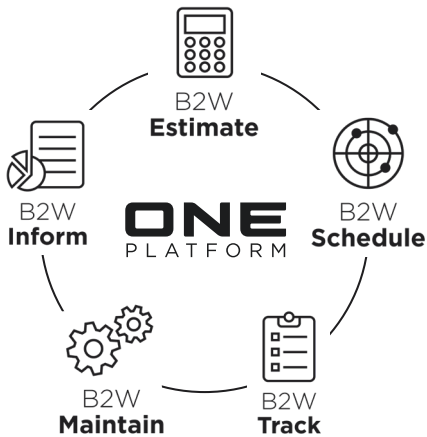 B2W
Estimate
B2W
Inform
ONE
PLATFORM
B2W
Schedule
B2W
Maintain
B2W
Track